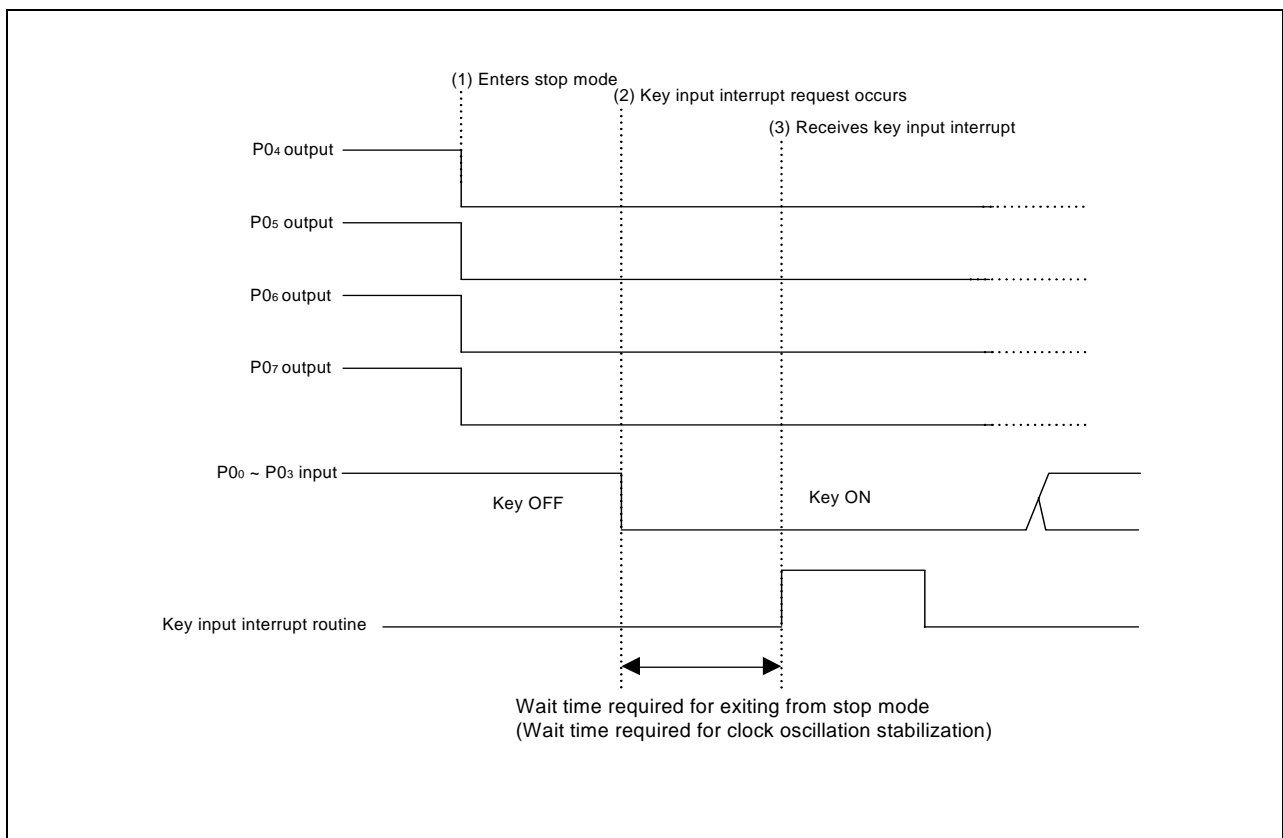 (1) Enters stop mode
(2) Key input interrupt request occurs
(3) Receives key input interrupt
P04 output
P05 output
P06 output
P07 output
P00 ~ P03 input
Key OFF
Key ON
Key input interrupt routine
Wait time required for exiting from stop mode
(Wait time required for clock oscillation stabilization)